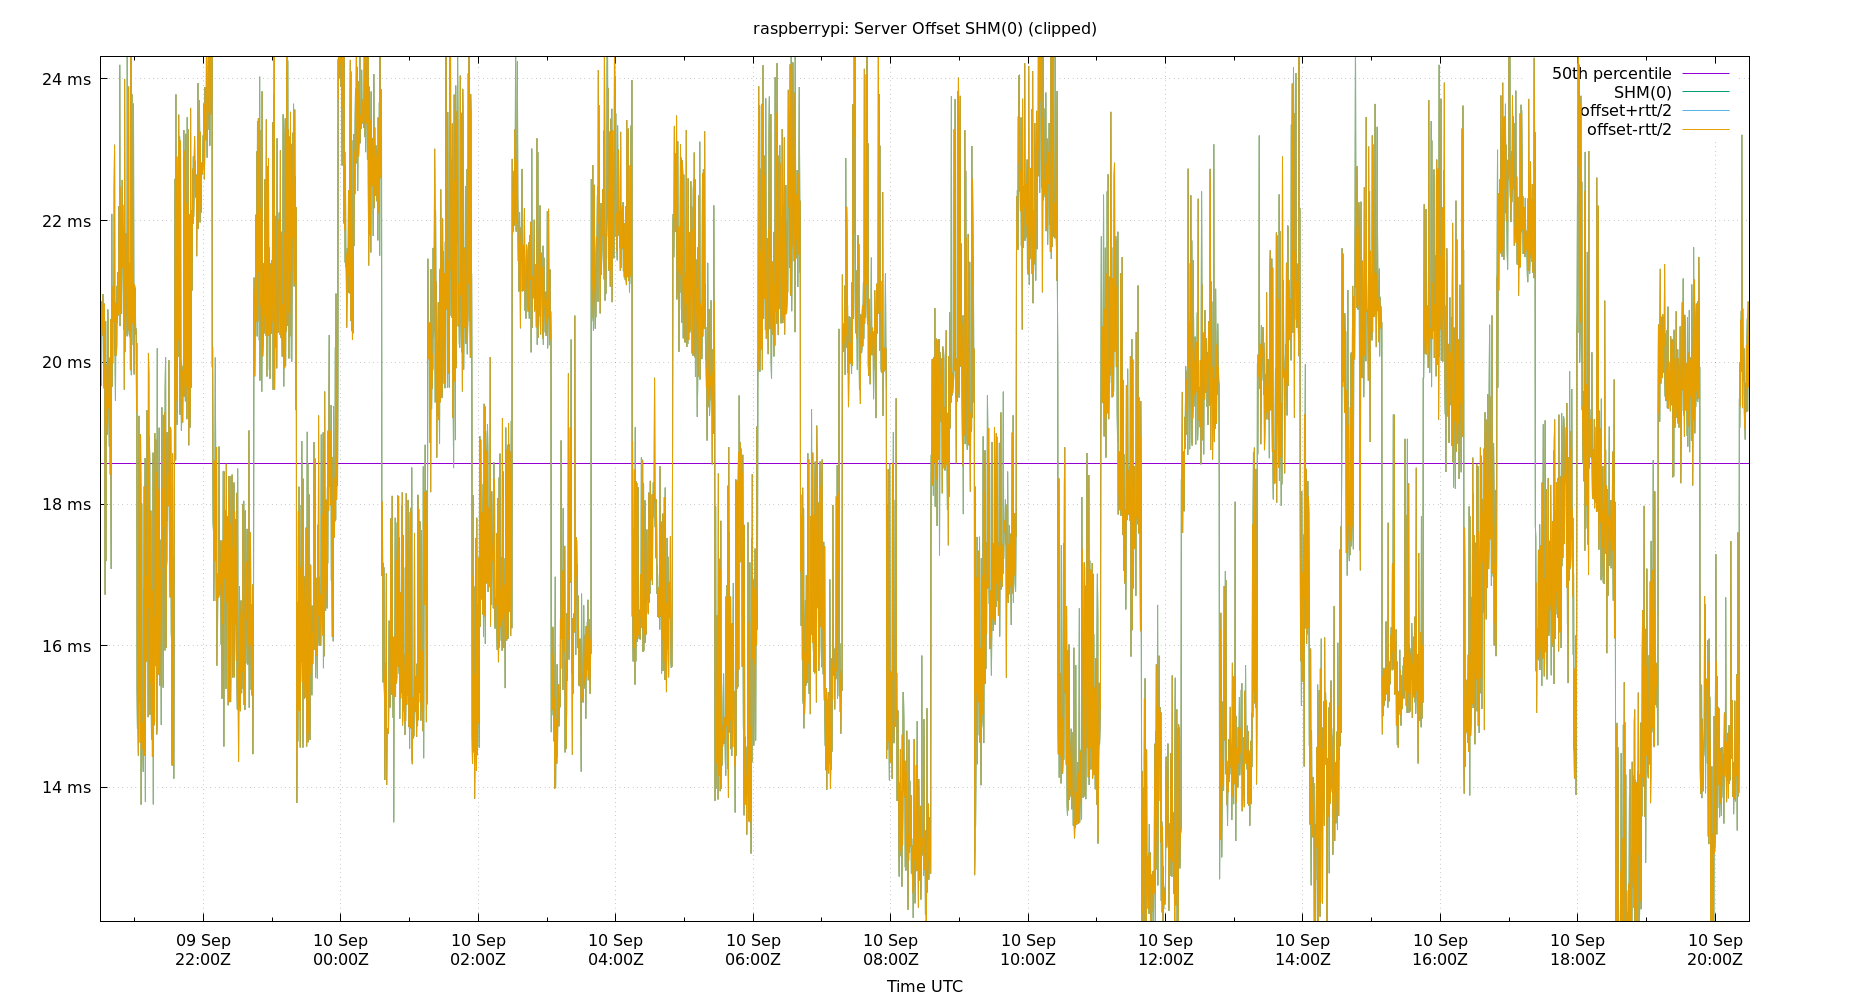 raspberrypi: Server Offset SHM(0) (clipped)
50th percentile
SHM(0)
offset+rtt/2
offset-rtt/2
24 ms
22 ms
20 ms
18 ms
16 ms
14 ms
09 Sep 10 Sep 10 Sep 10 Sep 10 Sep 10 Sep 10 Sep 10 Sep 10 Sep 10 Sep 10 Sep 10 Sep
22:00Z 00:00Z 02:00Z 04:00Z 06:00Z 08:00Z 10:00Z 12:00Z 14:00Z 16:00Z 18:00Z 20:00Z
Time UTC